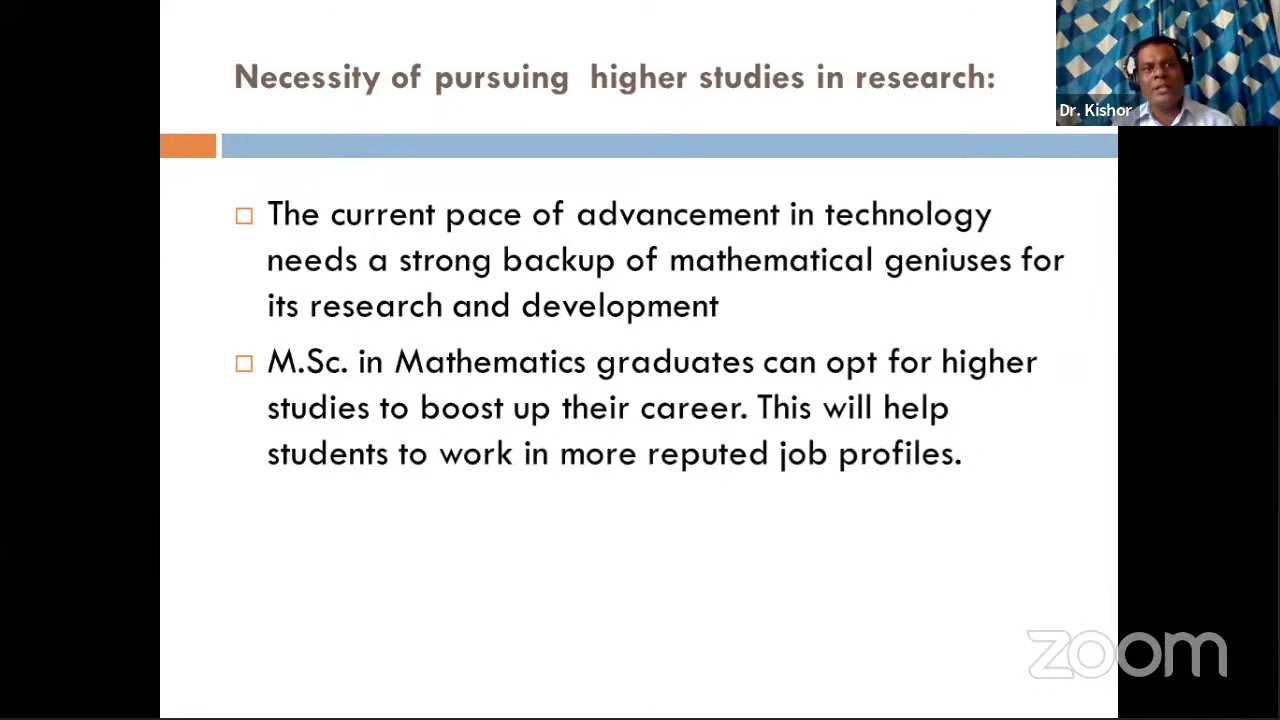 Necessity of pursuing higher studies in research:
Dr. Kishor
The current pace of advancement in technology
needs a strong backup of mathematical geniuses for
its research and development
M.Sc. in Mathematics graduates can opt for higher
studies to boost up their career. This will help
students to work in more reputed job profiles.
zoom